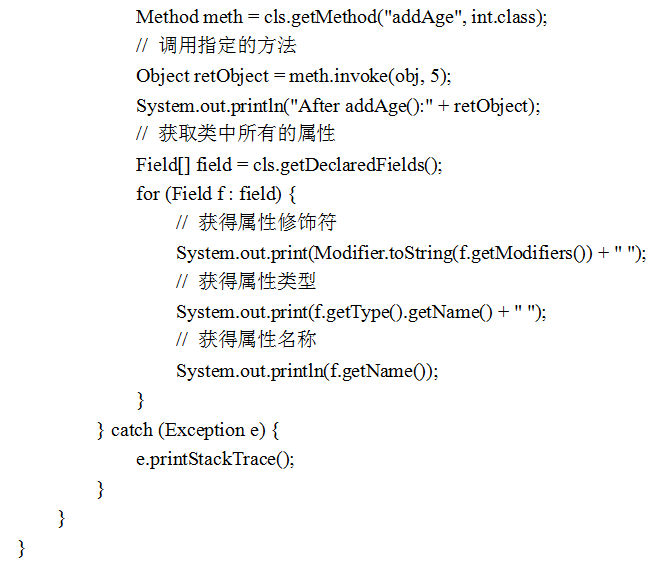 Method meth = cls.getMethod("addAge", int.class);
// 调用指定的方法
Object retObject = meth.invoke(obj, 5);
System.out.println("After addAge():" + retObject);
// 获取类中所有的属性
Field[] field = cls.getDeclaredFields();
for (Field f : field) {
// 获得属性修饰符
System.out.print(Modifier.toString(f.getModifiers()) + " ");
// 获得属性类型
System.out.print(f.getType().getName() + " ");
// 获得属性名称
System.out.println(f.getName());
}
} catch (Exception e) {
e.printStackTrace();
}
}
}